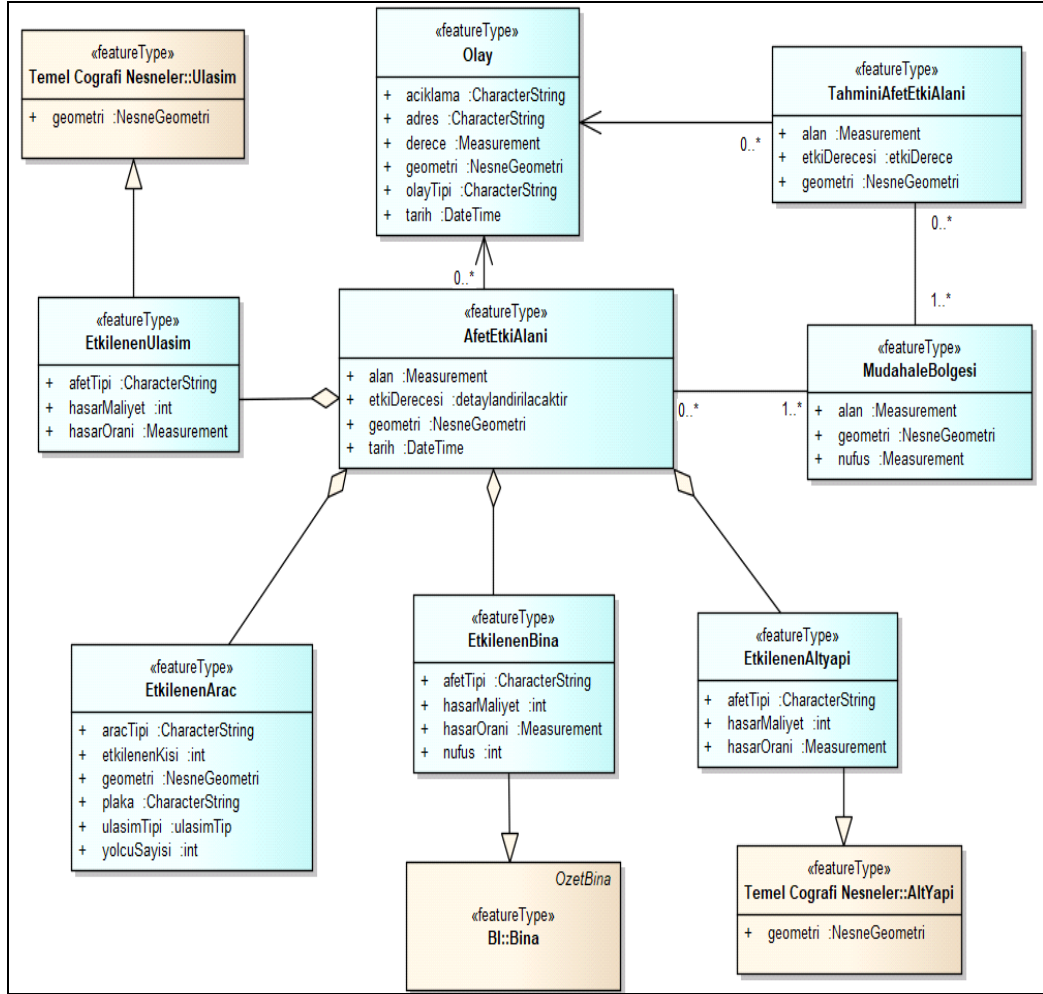 «featureType»
Temel Cografi Nesneler::Ulasim
+ geometri :NesneGeometri
«featureType»
Olay
+ aciklama :CharacterString
+ adres :CharacterString
+ derece :Measurement
+ geometri :NesneGeometri
+ olayTipi :CharacterString
+ tarih :DateTime
«featureType»
TahminiAfetEtkiAlani
+ alan :Measurement
+ etkiDerecesi :etkiDerece
+ geometri :NesneGeometri
0..*
0..*
0..*
1..*
«featureType»
EtkilenenUlasim
+ afetTipi :CharacterString
+ hasarMaliyet :int
+ hasarOrani :Measurement
«featureType»
AfetEtkiAlani
+ alan :Measurement
+ etkiDerecesi :detaylandirilacaktir
+ geometri :NesneGeometri
+ tarih :DateTime
0..*
1..*
«featureType»
MudahaleBolgesi
+ alan :Measurement
+ geometri :NesneGeometri
+ nufus :Measurement
«featureType»
EtkilenenArac
+ aracTipi :CharacterString
+ etkilenenKisi :int
+ geometri :NesneGeometri
+ plaka :CharacterString
+ ulasimTipi :ulasimTip
+ yolcuSayisi :int
«featureType»
EtkilenenBina
+ afetTipi :CharacterString
+ hasarMaliyet :int
+ hasarOrani :Measurement
+ nufus :int
«featureType»
EtkilenenAltyapi
+ afetTipi :CharacterString
+ hasarMaliyet :int
+ hasarOrani :Measurement
OzetBina
«featureType»
BI::Bina
«featureType»
Temel Cografi Nesneler::AltYapi
+ geometri :NesneGeometri